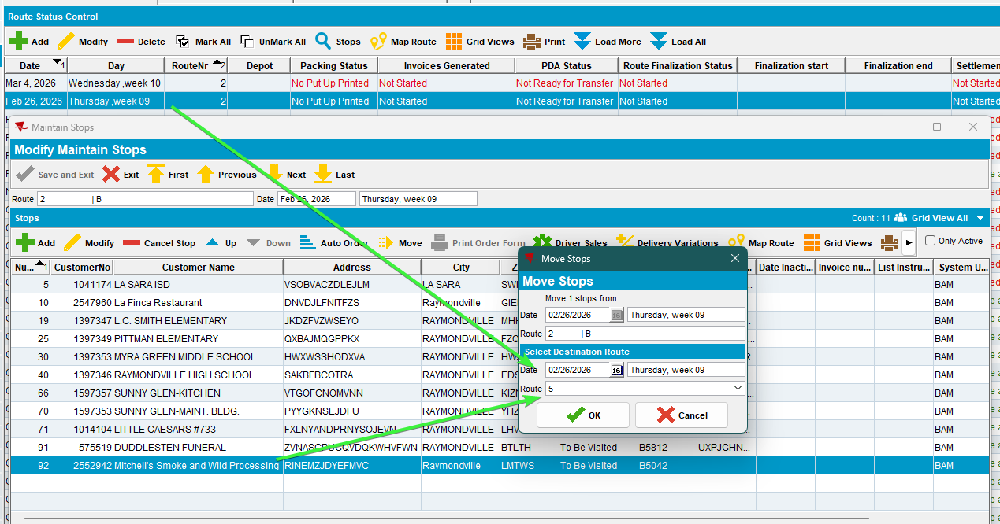 Route Status Control
Add Modify Delete Mark All UnMark All Stops Map Route Grid Views Print Load More Load All
Date 1 Day RouteNr 2 Depot Packing Status Invoices Generated PDA Status Route Finalization Status Finalization start Finalization end Settlemen
Mar 4, 2026 Wednesday ,week 10 2 No Put Up Printed Not Started Not Ready for Transfer Not Started Not Started
Feb 26, 2026 Thursday ,week 09 2 No Put Up Printed Not Started Not Ready for Transfer Not Started Not Started
Maintain Stops
Modify Maintain Stops
Save and Exit Exit First Previous Next Last
Route 2 | B Date Feb 26, 2026 Thursday, week 09
Stops Count : 11 Grid View All
Add Modify Cancel Stop Up Down Auto Order Move Print Order Form Driver Sales Delivery Variations Map Route Grid Views Only Active
Nu... 1 CustomerNo Customer Name Address City Z Date Inacti... Invoice nu... List Instru... System U...
5 1041174 LA SARA ISD VSOBVACZDLEJLM LA SARA BAM
10 2547960 La Finca Restaurant DNVDJLFNITFZS Raymondville GIE BAM
19 1397347 L.C. SMITH ELEMENTARY JKDZFVZWSEYO RAYMONDVILLE BAM
25 1397349 PITTMAN ELEMENTARY QXBAJMQGPPKX RAYMONDVILLE BAM
30 1397353 MYRA GREEN MIDDLE SCHOOL HWXWSSHODXVA RAYMONDVILLE BAM
40 1397346 RAYMONDVILLE HIGH SCHOOL SAKBFBCOTRA RAYMONDVILLE BAM
66 1597357 SUNNY GLEN-KITCHEN VTGOFCNOMVNN RAYMONDVILLE BAM
70 1597353 SUNNY GLEN-MAINT. BLDG. PYYGKNSEJDFU RAYMONDVILLE BAM
71 1014104 LITTLE CAESARS #733 FXLNYANDPRNYSOJEVN RAYMONDVILLE BAM
91 575519 DUDDLESTEN FUNERAL RAYMONDVILLE BTLTH To Be Visited B5812 UXPJGHN... BAM
92 2552942 Mitchell's Smoke and Wild Processing RINEMZJDYEFMVC Raymondville LMTWS To Be Visited B5042 BAM
Move Stops
Move Stops
Move 1 stops from
Date 02/26/2026 16 Thursday, week 09
Route 2 | B
Select Destination Route
Date 02/26/2026 16 Thursday, week 09
Route 5
OK Cancel